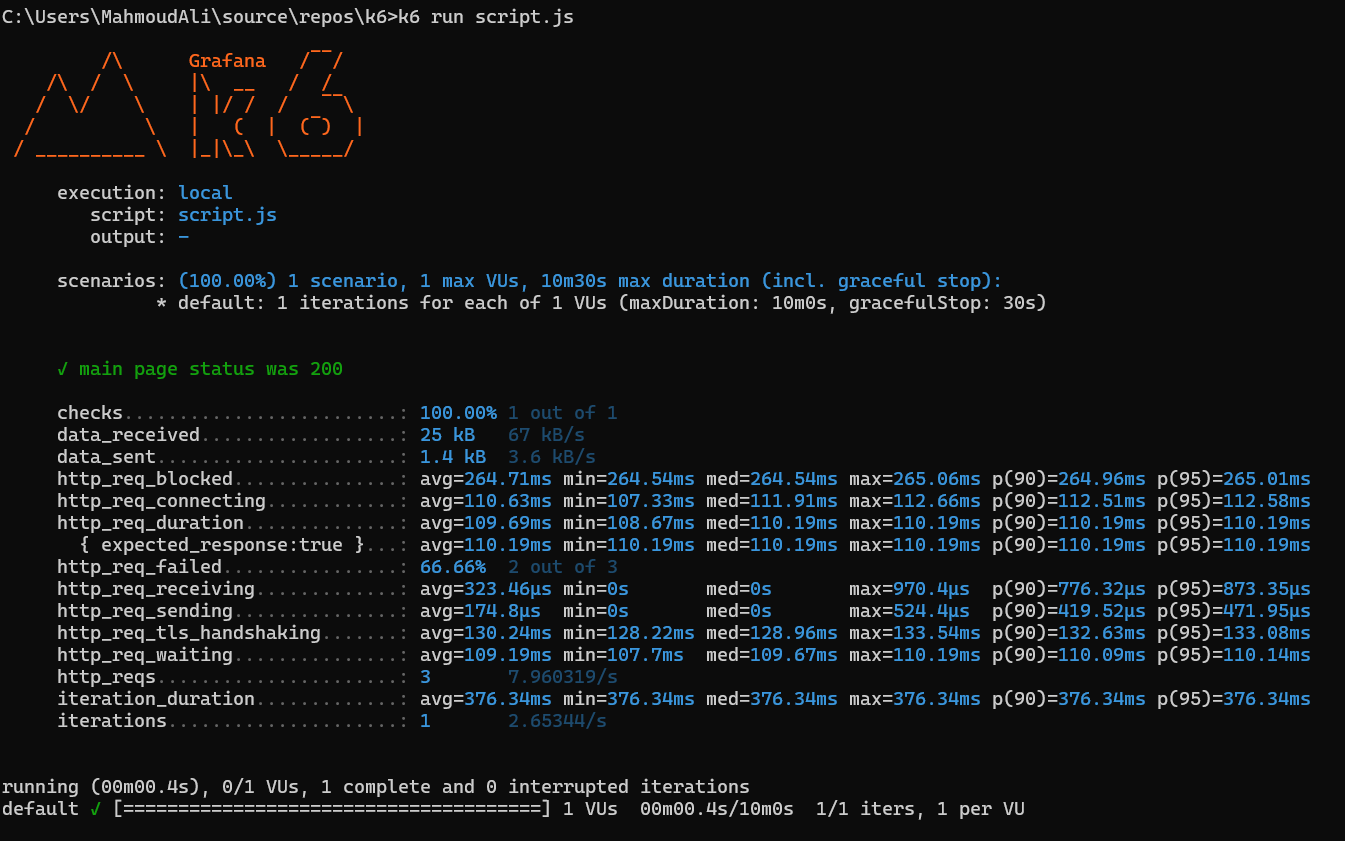 C:\Users\MahmoudAli\source\repos\k6>k6 run script.js
Grafana
execution: local
script: script.js
output: -
scenarios: (100.00%) 1 scenario, 1 max VUs, 10m30s max duration (incl. graceful stop):
* default: 1 iterations for each of 1 VUs (maxDuration: 10m0s, gracefulStop: 30s)
✓ main page status was 200
checks.........................: 100.00% 1 out of 1
data_received..................: 25 kB   67 kB/s
data_sent......................: 1.4 kB  3.6 kB/s
http_req_blocked...............: avg=264.71ms min=264.54ms med=264.54ms max=265.06ms p(90)=264.96ms p(95)=265.01ms
http_req_connecting............: avg=110.63ms min=107.33ms med=111.91ms max=112.66ms p(90)=112.51ms p(95)=112.58ms
http_req_duration..............: avg=109.69ms min=108.67ms med=110.19ms max=110.19ms p(90)=110.19ms p(95)=110.19ms
{ expected_response:true }...: avg=110.19ms min=110.19ms med=110.19ms max=110.19ms p(90)=110.19ms p(95)=110.19ms
http_req_failed................: 66.66%  2 out of 3
http_req_receiving.............: avg=323.46µs min=0s       med=0s       max=970.4µs  p(90)=776.32µs p(95)=873.35µs
http_req_sending...............: avg=174.8µs  min=0s       med=0s       max=524.4µs  p(90)=419.52µs p(95)=471.95µs
http_req_tls_handshaking.......: avg=130.24ms min=128.22ms med=128.96ms max=133.54ms p(90)=132.63ms p(95)=133.08ms
http_req_waiting...............: avg=109.19ms min=107.7ms  med=109.67ms max=110.19ms p(90)=110.09ms p(95)=110.14ms
http_reqs......................: 3       7.960319/s
iteration_duration.............: avg=376.34ms min=376.34ms med=376.34ms max=376.34ms p(90)=376.34ms p(95)=376.34ms
iterations.....................: 1       2.65344/s
running (00m00.4s), 0/1 VUs, 1 complete and 0 interrupted iterations
default ✓ [======================================] 1 VUs  00m00.4s/10m0s  1/1 iters, 1 per VU